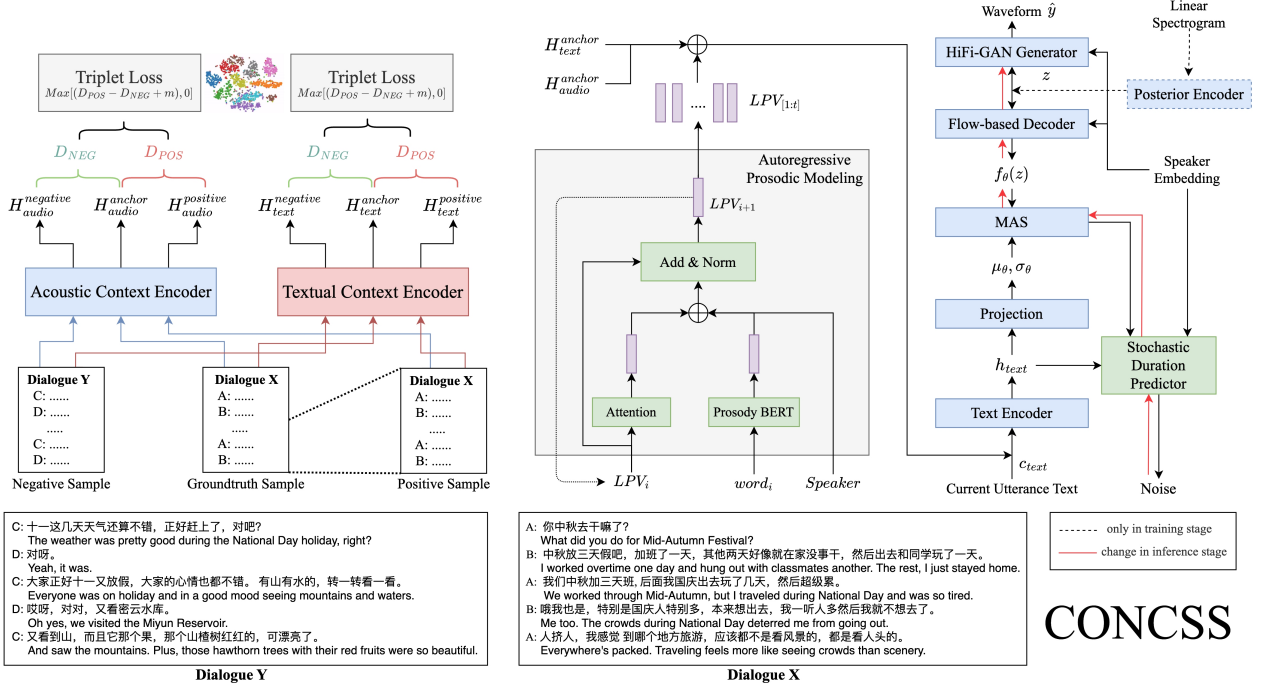 Triplet Loss
Max[(D_POS − D_NEG + m), 0]
Triplet Loss
Max[(D_POS − D_NEG + m), 0]
D_NEG
D_POS
D_NEG
D_POS
H_audio^negative
H_audio^anchor
H_audio^positive
H_text^negative
H_text^anchor
H_text^positive
Acoustic Context Encoder
Textual Context Encoder
Dialogue Y
C: ......
D: ......
.....
C: ......
D: ......
Negative Sample
Dialogue X
A: ......
B: ......
.....
A: ......
B: ......
Groundtruth Sample
Dialogue X
A: ......
B: ......
.....
A: ......
B: ......
Positive Sample
H_text^anchor
H_audio^anchor
....
LPV_[1:t]
Autoregressive
Prosodic Modeling
LPV_i+1
Add & Norm
Attention
Prosody BERT
LPV_i
word_i
Speaker
Waveform ŷ
Linear
Spectrogram
HiFi-GAN Generator
z
Posterior Encoder
Flow-based Decoder
f_θ(z)
Speaker
Embedding
MAS
μ_θ, σ_θ
Projection
h_text
Stochastic
Duration
Predictor
Text Encoder
c_text
Current Utterance Text
Noise
C: 十一这几天天气还算不错，正好赶上了，对吧?
The weather was pretty good during the National Day holiday, right?
D: 对呀。
Yeah, it was.
C: 大家正好十一又放假，大家的心情也都不错。 有山有水的，转一转看一看。
Everyone was on holiday and in a good mood seeing mountains and waters.
D: 哎呀，对对，又看密云水库。
Oh yes, we visited the Miyun Reservoir.
C: 又看到山，而且它那个果，那个山楂树红红的，可漂亮了。
And saw the mountains. Plus, those hawthorn trees with their red fruits were so beautiful.
Dialogue Y
A: 你中秋去干嘛了?
What did you do for Mid-Autumn Festival?
B: 中秋放三天假吧，加班了一天，其他两天好像就在家没事干，然后出去和同学玩了一天。
I worked overtime one day and hung out with classmates another. The rest, I just stayed home.
A: 我们中秋加三天班, 后面我国庆出去玩了几天，然后超级累。
We worked through Mid-Autumn, but I traveled during National Day and was so tired.
B: 哦我也是，特别是国庆人特别多，本来想出去，我一听人多然后我就不想去了。
Me too. The crowds during National Day deterred me from going out.
A: 人挤人，我感觉 到哪个地方旅游，应该都不是看风景的，都是看人头的。
Everywhere's packed. Traveling feels more like seeing crowds than scenery.
Dialogue X
only in training stage
change in inference stage
CONCSS